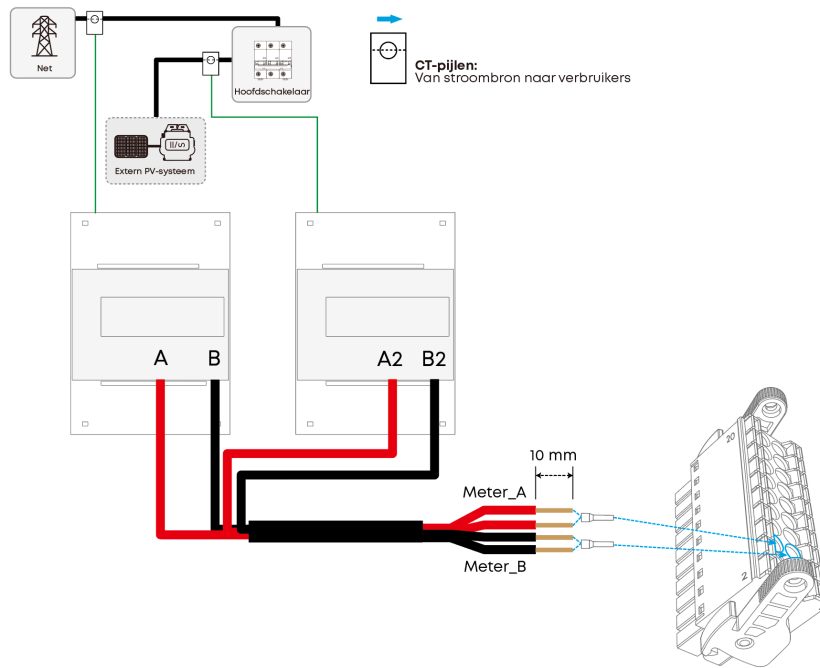 Net
Hoofdschakelaar
Extern PV-systeem
CT-pijlen:
Van stroombron naar verbruikers
A
B
A2
B2
10 mm
Meter_A
Meter_B
20
2